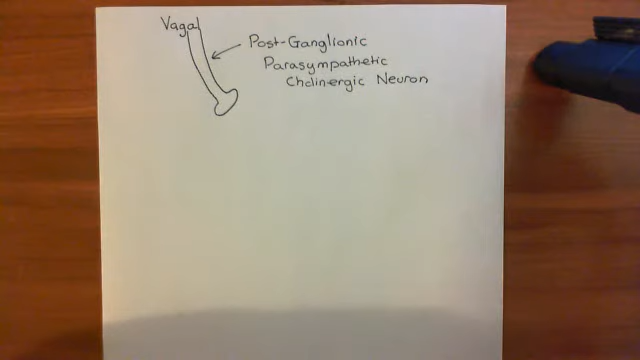 Vagal
Post-Ganglionic
Parasympathetic
Cholinergic Neuron